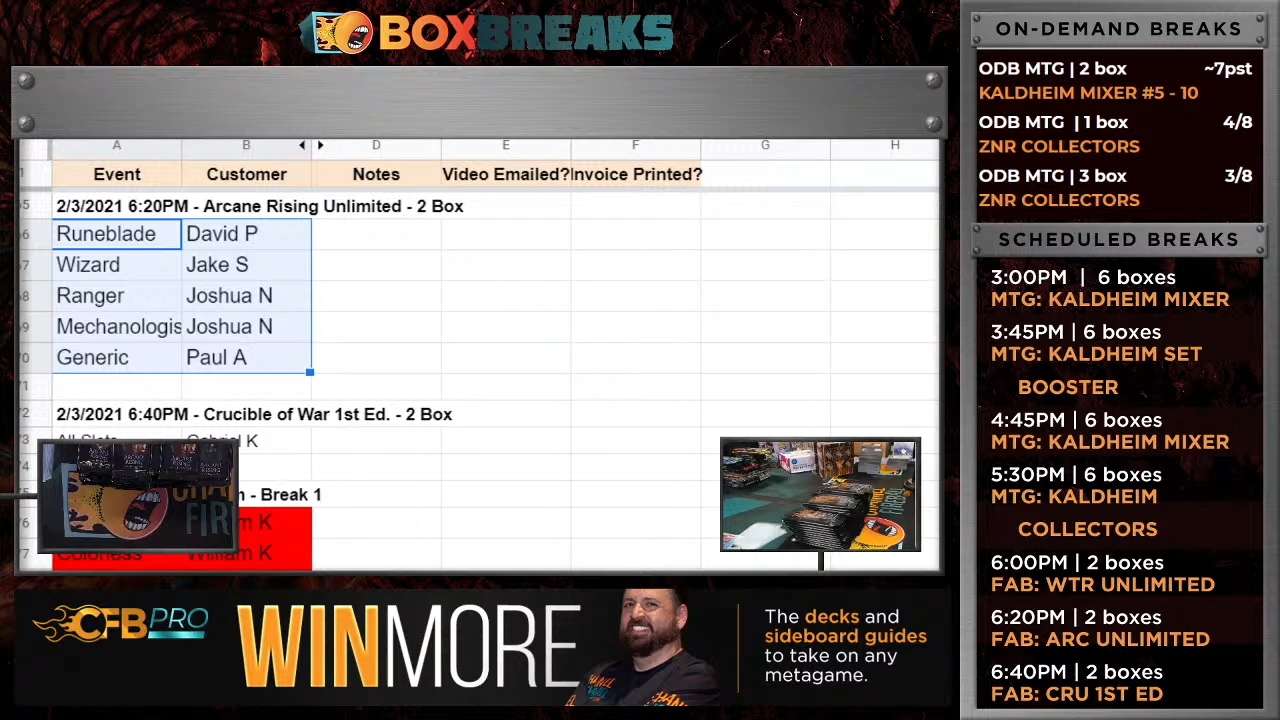 BOXBREAKS
A B D E F G H
Event Customer Notes Video Emailed? Invoice Printed?
2/3/2021 6:20PM - Arcane Rising Unlimited - 2 Box
Runeblade David P
Wizard Jake S
Ranger Joshua N
Mechanologis Joshua N
Generic Paul A
71
2/3/2021 6:40PM - Crucible of War 1st Ed. - 2 Box
K
- Break 1
m K
Colorless William K
CFBPRO
WINMORE
The decks and
sideboard guides
to take on any
metagame.
ON-DEMAND BREAKS
ODB MTG | 2 box ~7pst
KALDHEIM MIXER #5 - 10
ODB MTG | 1 box 4/8
ZNR COLLECTORS
ODB MTG | 3 box 3/8
ZNR COLLECTORS
SCHEDULED BREAKS
3:00PM | 6 boxes
MTG: KALDHEIM MIXER
3:45PM | 6 boxes
MTG: KALDHEIM SET
BOOSTER
4:45PM | 6 boxes
MTG: KALDHEIM MIXER
5:30PM | 6 boxes
MTG: KALDHEIM
COLLECTORS
6:00PM | 2 boxes
FAB: WTR UNLIMITED
6:20PM | 2 boxes
FAB: ARC UNLIMITED
6:40PM | 2 boxes
FAB: CRU 1ST ED